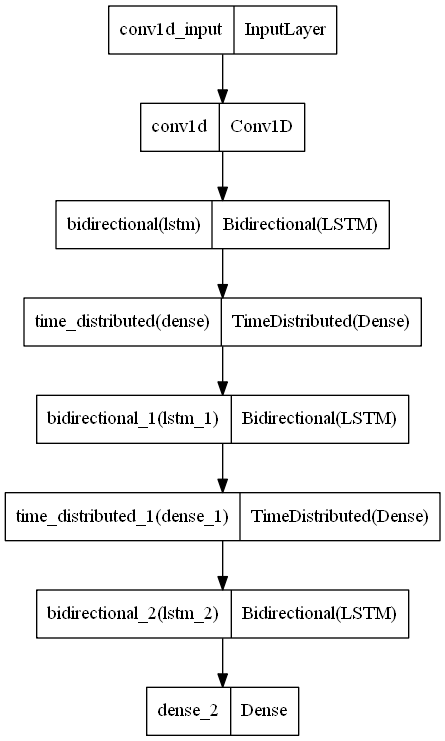 conv1d_input InputLayer
conv1d Conv1D
bidirectional(lstm) Bidirectional(LSTM)
time_distributed(dense) TimeDistributed(Dense)
bidirectional_1(lstm_1) Bidirectional(LSTM)
time_distributed_1(dense_1) TimeDistributed(Dense)
bidirectional_2(lstm_2) Bidirectional(LSTM)
dense_2 Dense